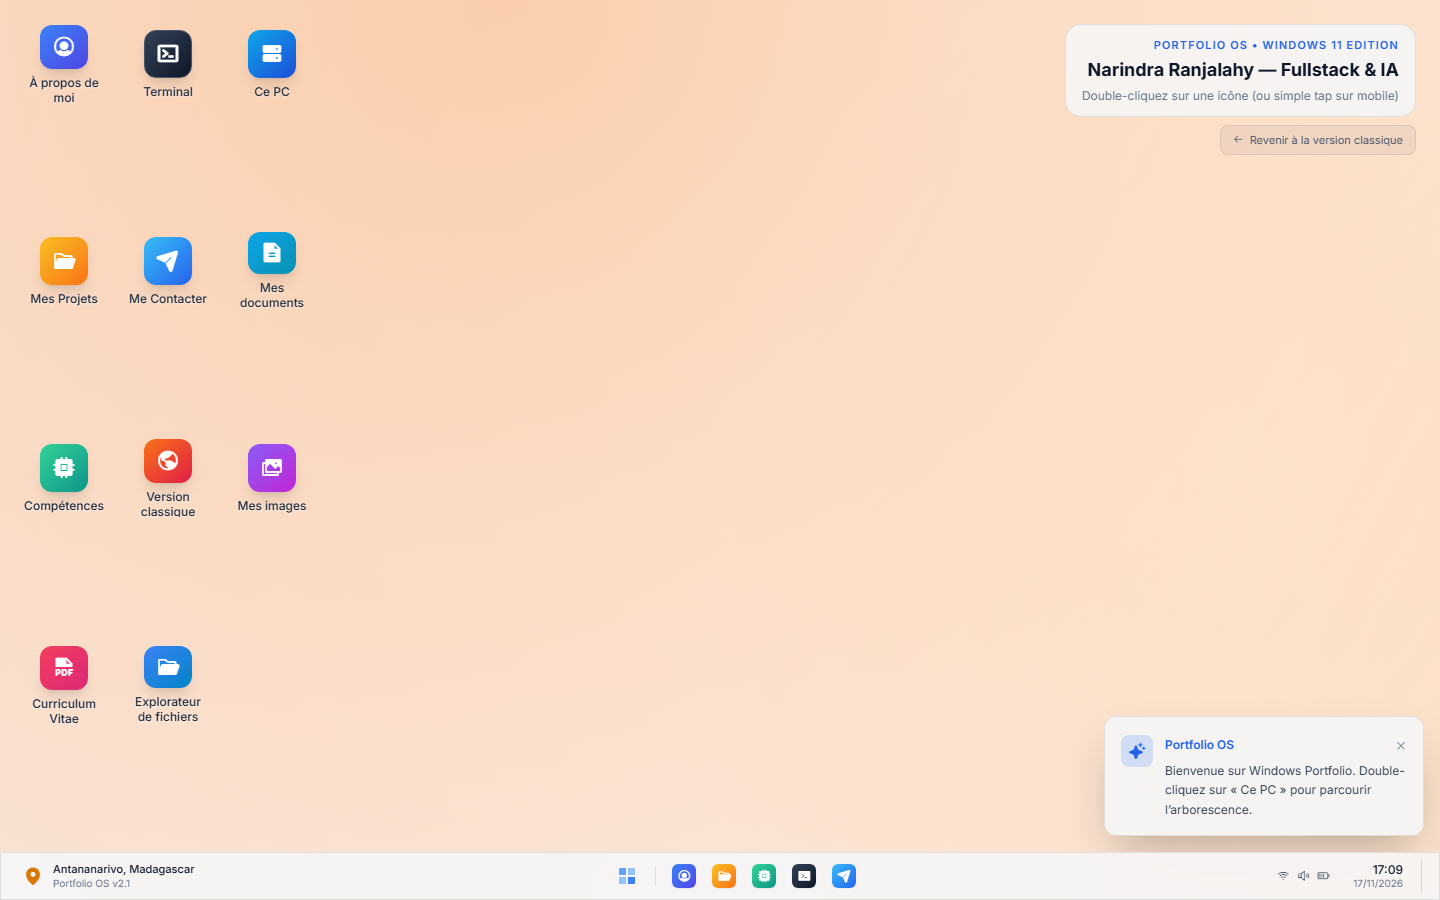 À propos de
moi
Terminal
Ce PC
PORTFOLIO OS • WINDOWS 11 EDITION
Narindra Ranjalahy — Fullstack & IA
Double-cliquez sur une icône (ou simple tap sur mobile)
← Revenir à la version classique
Mes Projets
Me Contacter
Mes
documents
Compétences
Version
classique
Mes images
PDF
Curriculum
Vitae
Explorateur
de fichiers
Portfolio OS
Bienvenue sur Windows Portfolio. Double-
cliquez sur « Ce PC » pour parcourir
l’arborescence.
Antananarivo, Madagascar
Portfolio OS v2.1
17:09
17/11/2026